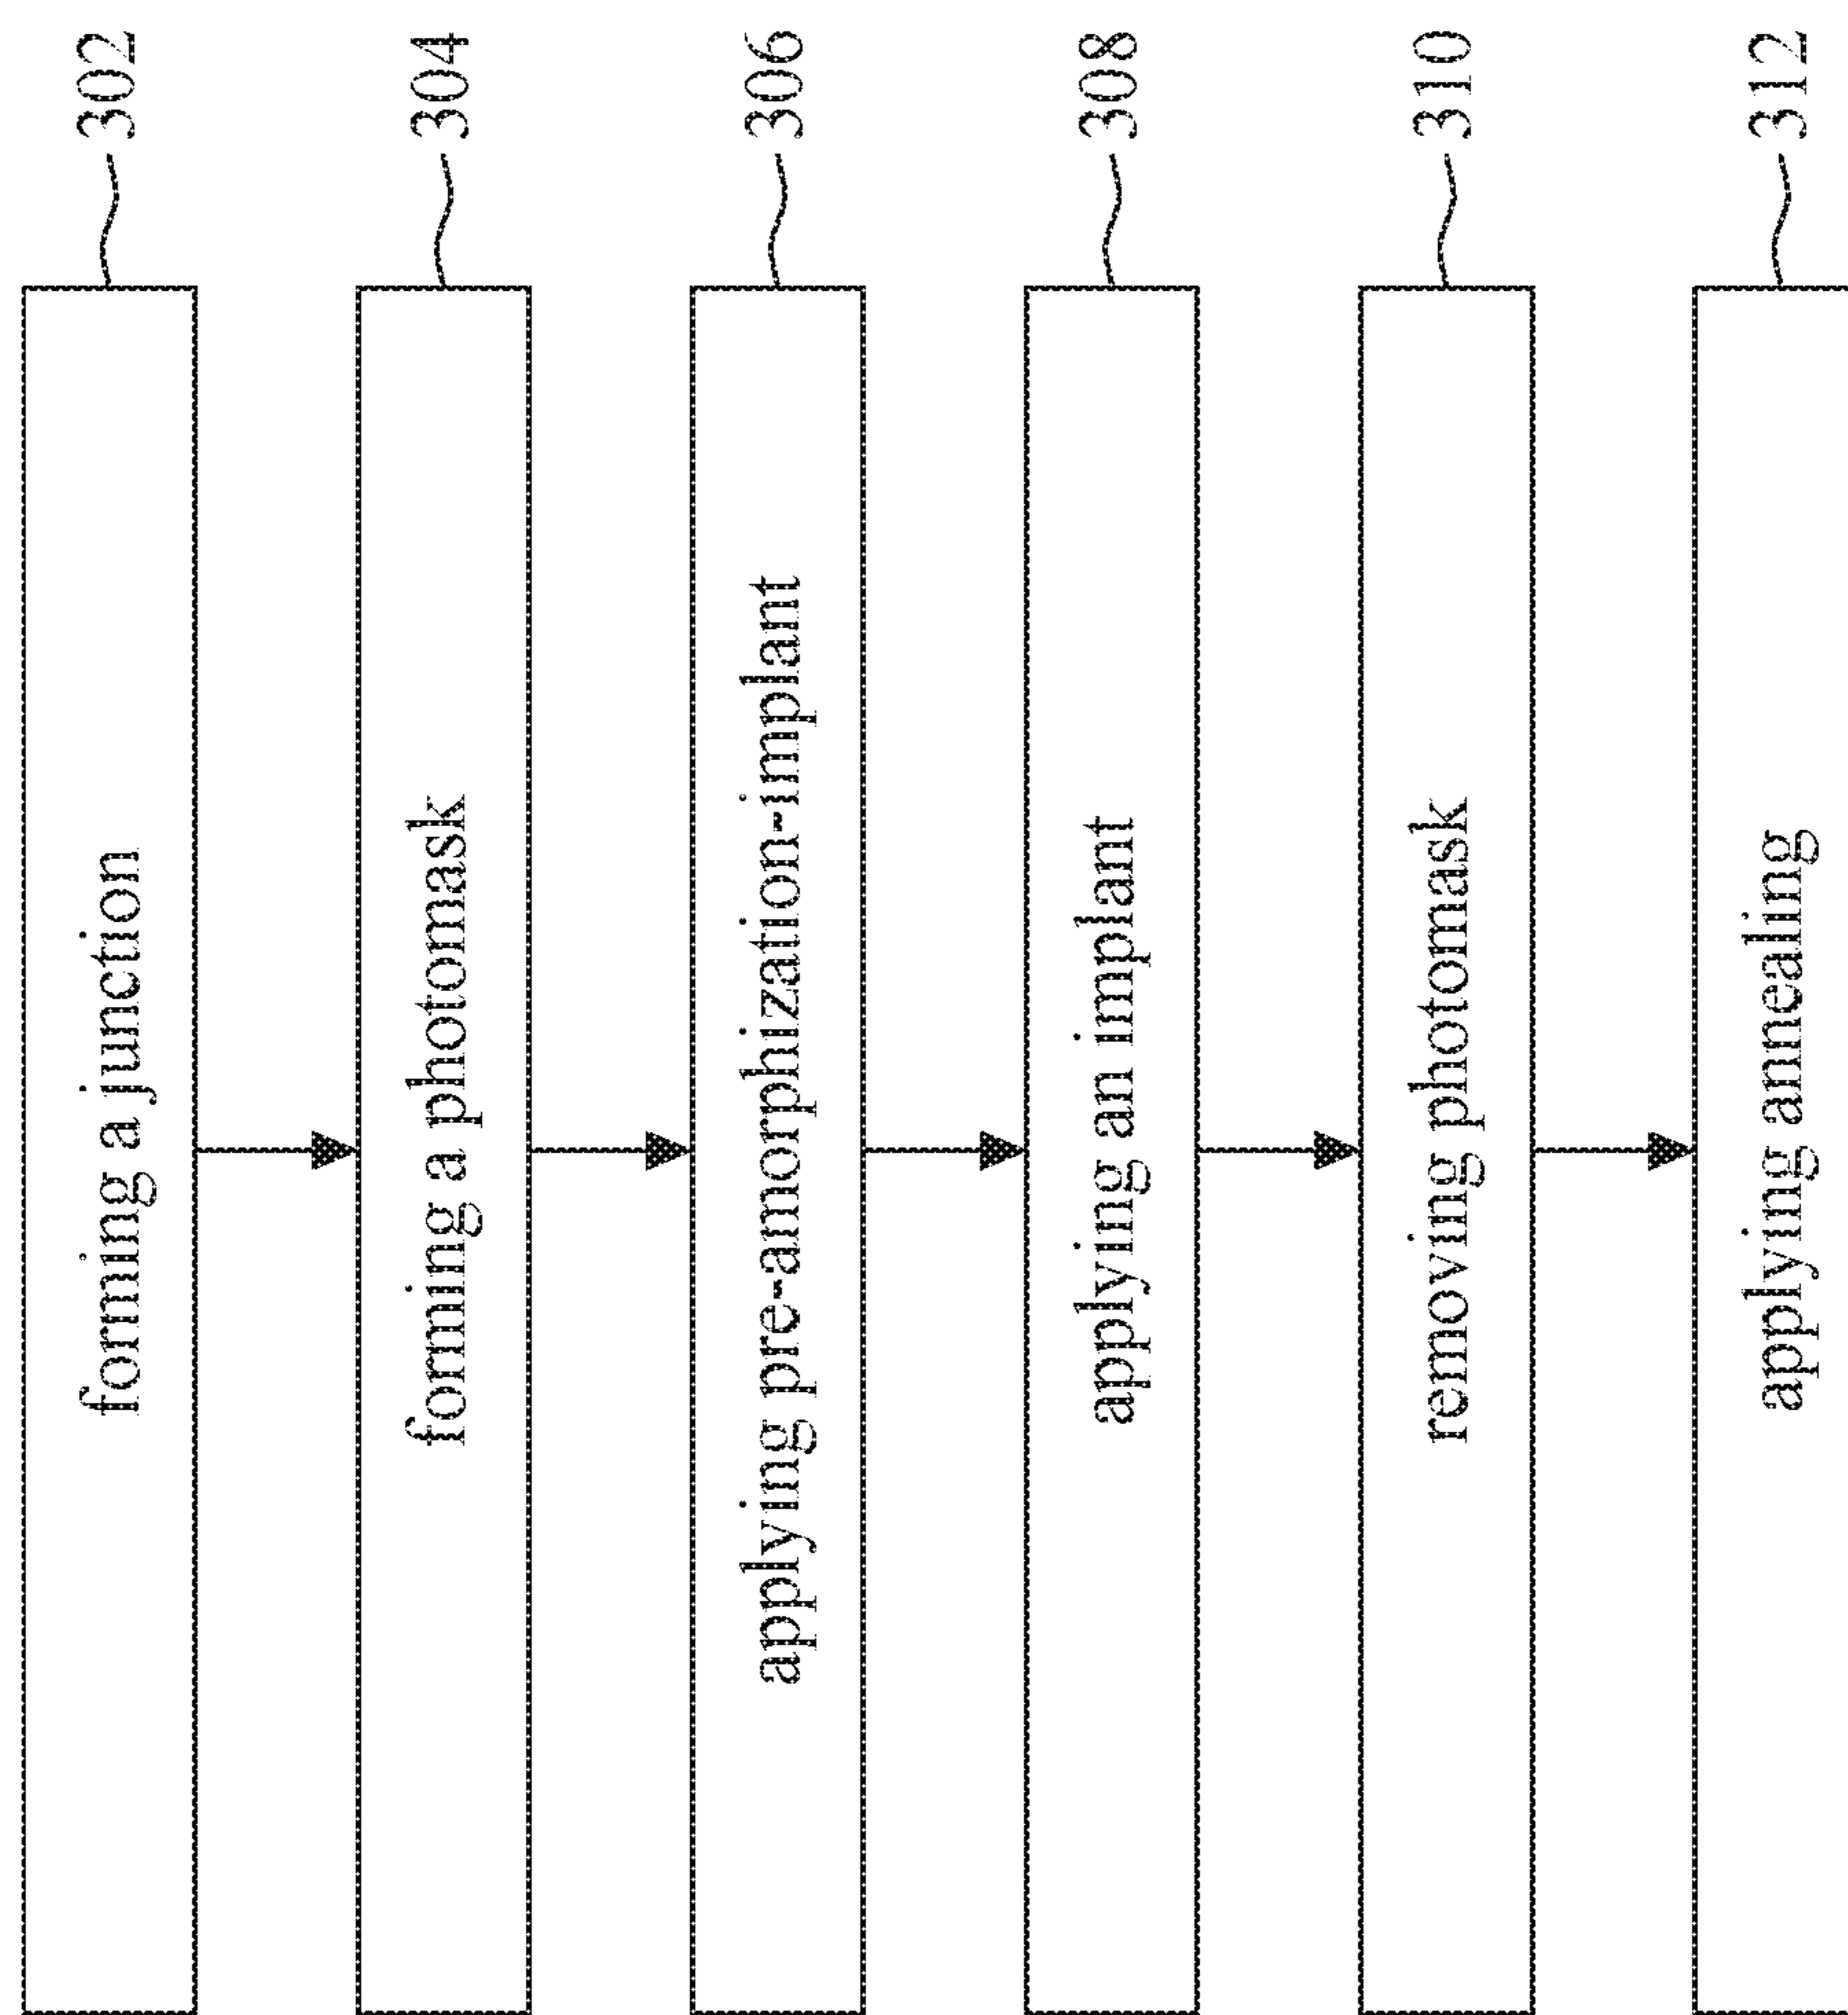 forming a junction 302
forming a photomask 304
applying pre-amorphization-implant 306
applying an implant 308
removing photomask 310
applying annealing 312